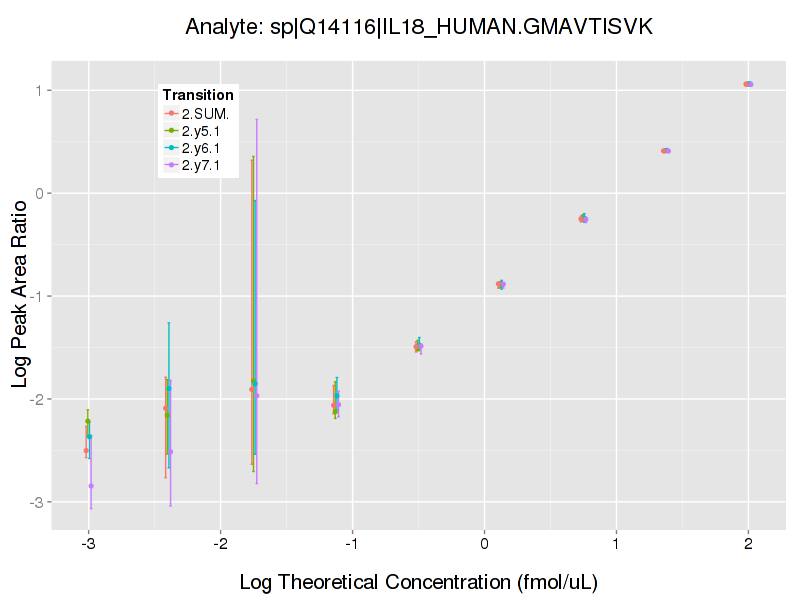 Analyte: sp|Q14116|IL18_HUMAN.GMAVTISVK
Transition
2.SUM.
2.y5.1
2.y6.1
2.y7.1
Log Peak Area Ratio
1
0
-1
-2
-3
-3 -2 -1 0 1 2
Log Theoretical Concentration (fmol/uL)